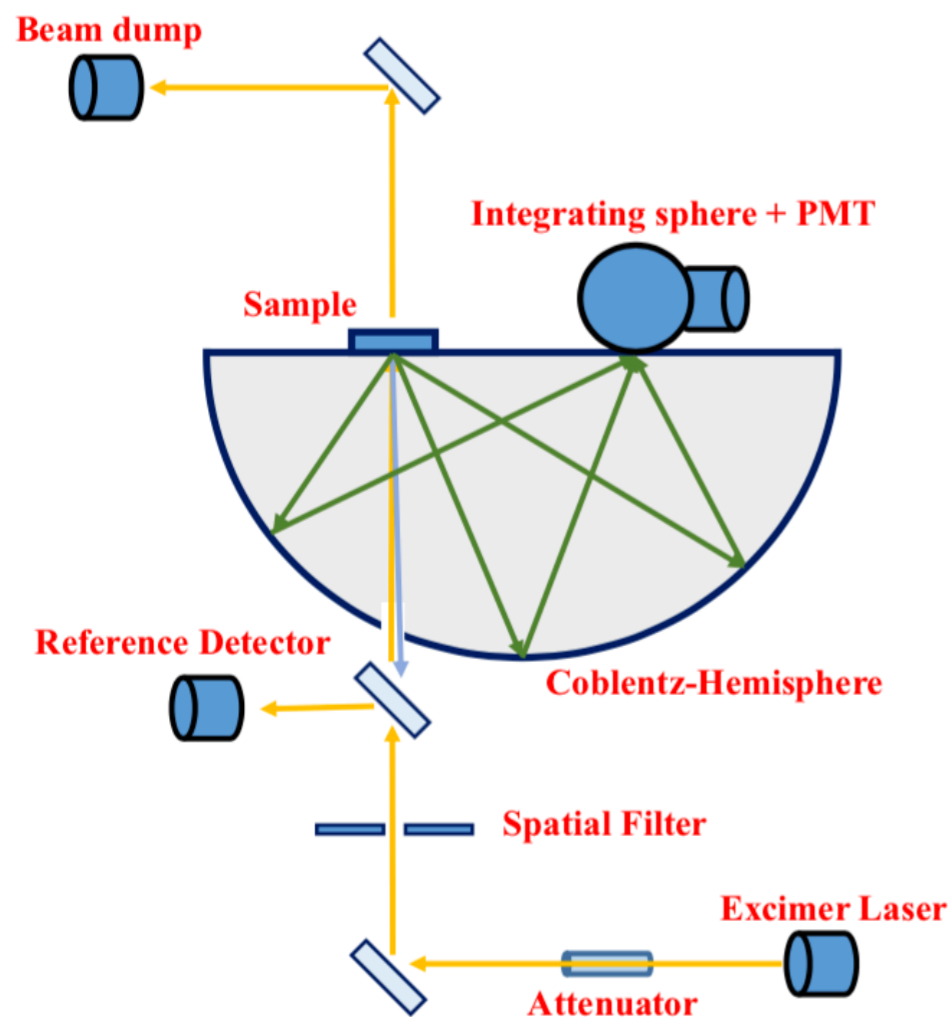 Beam dump
Integrating sphere + PMT
Sample
Reference Detector
Coblentz-Hemisphere
Spatial Filter
Excimer Laser
Attenuator